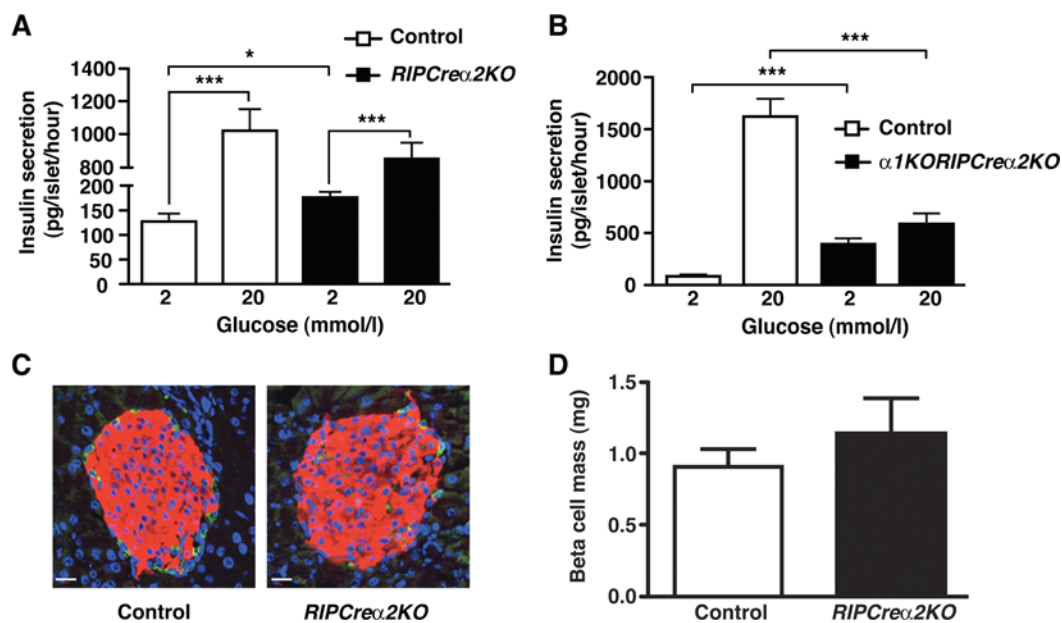 A
Control
RIPCreα2KO
*
***
***
1400
1200
1000
800
200
150
100
50
0
Insulin secretion
(pg/islet/hour)
2 20 2 20
Glucose (mmol/l)
B
***
***
Control
α1KORIPCreα2KO
2000
1500
1000
500
0
Insulin secretion
(pg/islet/hour)
2 20 2 20
Glucose (mmol/l)
C
Control RIPCreα2KO
D
1.5
1.0
0.5
0.0
Beta cell mass (mg)
Control RIPCreα2KO